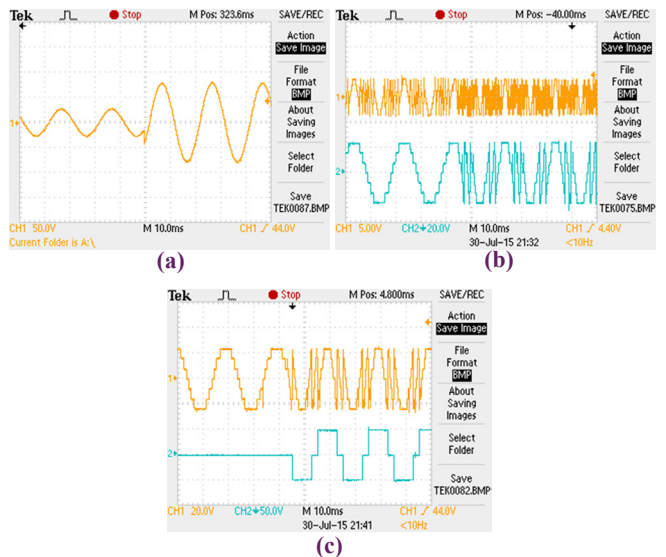 Tek Stop M Pos: 323.6ms SAVE/REC
Action
Save Image
File
Format
BMP
About
Saving
Images
Select
Folder
Save
TEK0087.BMP
1
CH1 50.0V M 10.0ms CH1 44.0V
Current Folder is A:\
(a)
Tek Stop M Pos: -40.00ms SAVE/REC
Action
Save Image
File
Format
BMP
About
Saving
Images
Select
Folder
Save
TEK0075.BMP
1
2
CH1 5.00V CH2 20.0V M 10.0ms CH1 4.40V
30-Jul-15 21:32 <10Hz
(b)
Tek Stop M Pos: 4.800ms SAVE/REC
Action
Save Image
File
Format
BMP
About
Saving
Images
Select
Folder
Save
TEK0082.BMP
1
2
CH1 20.0V CH2 50.0V M 10.0ms CH1 44.0V
30-Jul-15 21:41 <10Hz
(c)